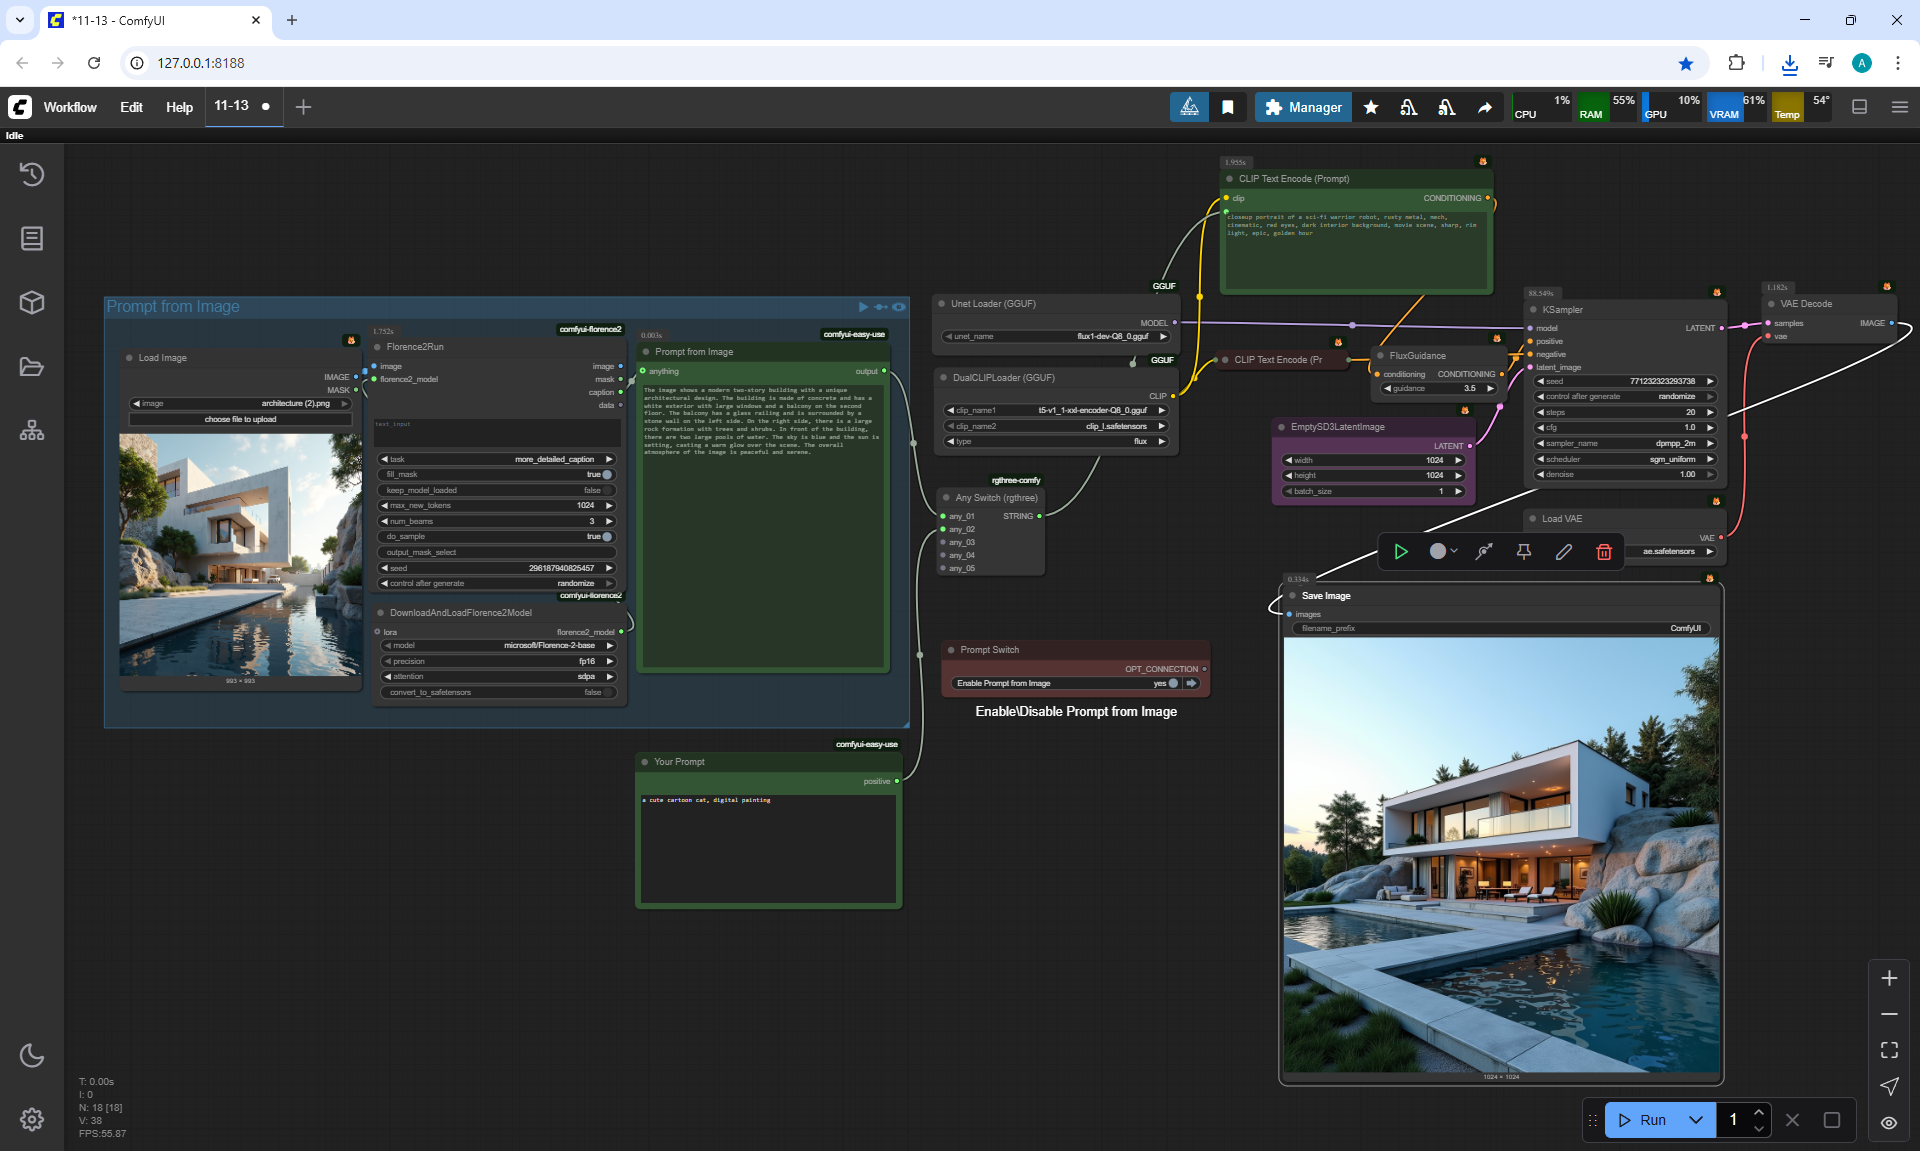 *11-13 - ComfyUI
127.0.0.1:8188
A
Workflow Edit Help 11-13
Manager
CPU 1%
RAM 55%
GPU 10%
VRAM 61%
Temp 54°
Idle
Prompt from Image
Load Image
IMAGE
MASK
image architecture (2).png
choose file to upload
993 × 993
1.752s
comfyui-florence2
Florence2Run
image image
florence2_model mask
caption
data
text_input
task more_detailed_caption
fill_mask true
keep_model_loaded false
max_new_tokens 1024
num_beams 3
do_sample true
output_mask_select
seed 296187940825457
control after generate randomize
comfyui-florence2
DownloadAndLoadFlorence2Model
lora florence2_model
model microsoft/Florence-2-base
precision fp16
attention sdpa
convert_to_safetensors false
0.003s
comfyui-easy-use
Prompt from Image
anything output
The image shows a modern two-story building with a unique
architectural design. The building is made of concrete and has a
white exterior with large windows and a balcony on the second
floor. The balcony has a glass railing and is surrounded by a
stone wall on the left side. On the right side, there is a large
rock formation with trees and shrubs. In front of the building,
there are two large pools of water. The sky is blue and the sun is
setting, casting a warm glow over the scene. The overall
atmosphere of the image is peaceful and serene.
comfyui-easy-use
Your Prompt
positive
a cute cartoon cat, digital painting
GGUF
Unet Loader (GGUF)
MODEL
unet_name flux1-dev-Q8_0.gguf
GGUF
DualCLIPLoader (GGUF)
CLIP
clip_name1 t5-v1_1-xxl-encoder-Q8_0.gguf
clip_name2 clip_l.safetensors
type flux
rgthree-comfy
Any Switch (rgthree)
any_01 STRING
any_02
any_03
any_04
any_05
Prompt Switch
OPT_CONNECTION
Enable Prompt from Image yes
Enable\Disable Prompt from Image
1.955s
CLIP Text Encode (Prompt)
clip CONDITIONING
closeup portrait of a sci-fi warrior robot, rusty metal, mech,
cinematic, red eyes, dark interior background, movie scene, sharp, rim
light, epic, golden hour
CLIP Text Encode (Pr
FluxGuidance
conditioning CONDITIONING
guidance 3.5
EmptySD3LatentImage
LATENT
width 1024
height 1024
batch_size 1
88.549s
KSampler
model LATENT
positive
negative
latent_image
seed 771232323293738
control after generate randomize
steps 20
cfg 1.0
sampler_name dpmpp_2m
scheduler sgm_uniform
denoise 1.00
1.182s
VAE Decode
samples IMAGE
vae
Load VAE
VAE
ae.safetensors
0.334s
Save Image
images
filename_prefix ComfyUI
1024 × 1024
T: 0.00s
I: 0
N: 18 [18]
V: 38
FPS:55.87
Run 1